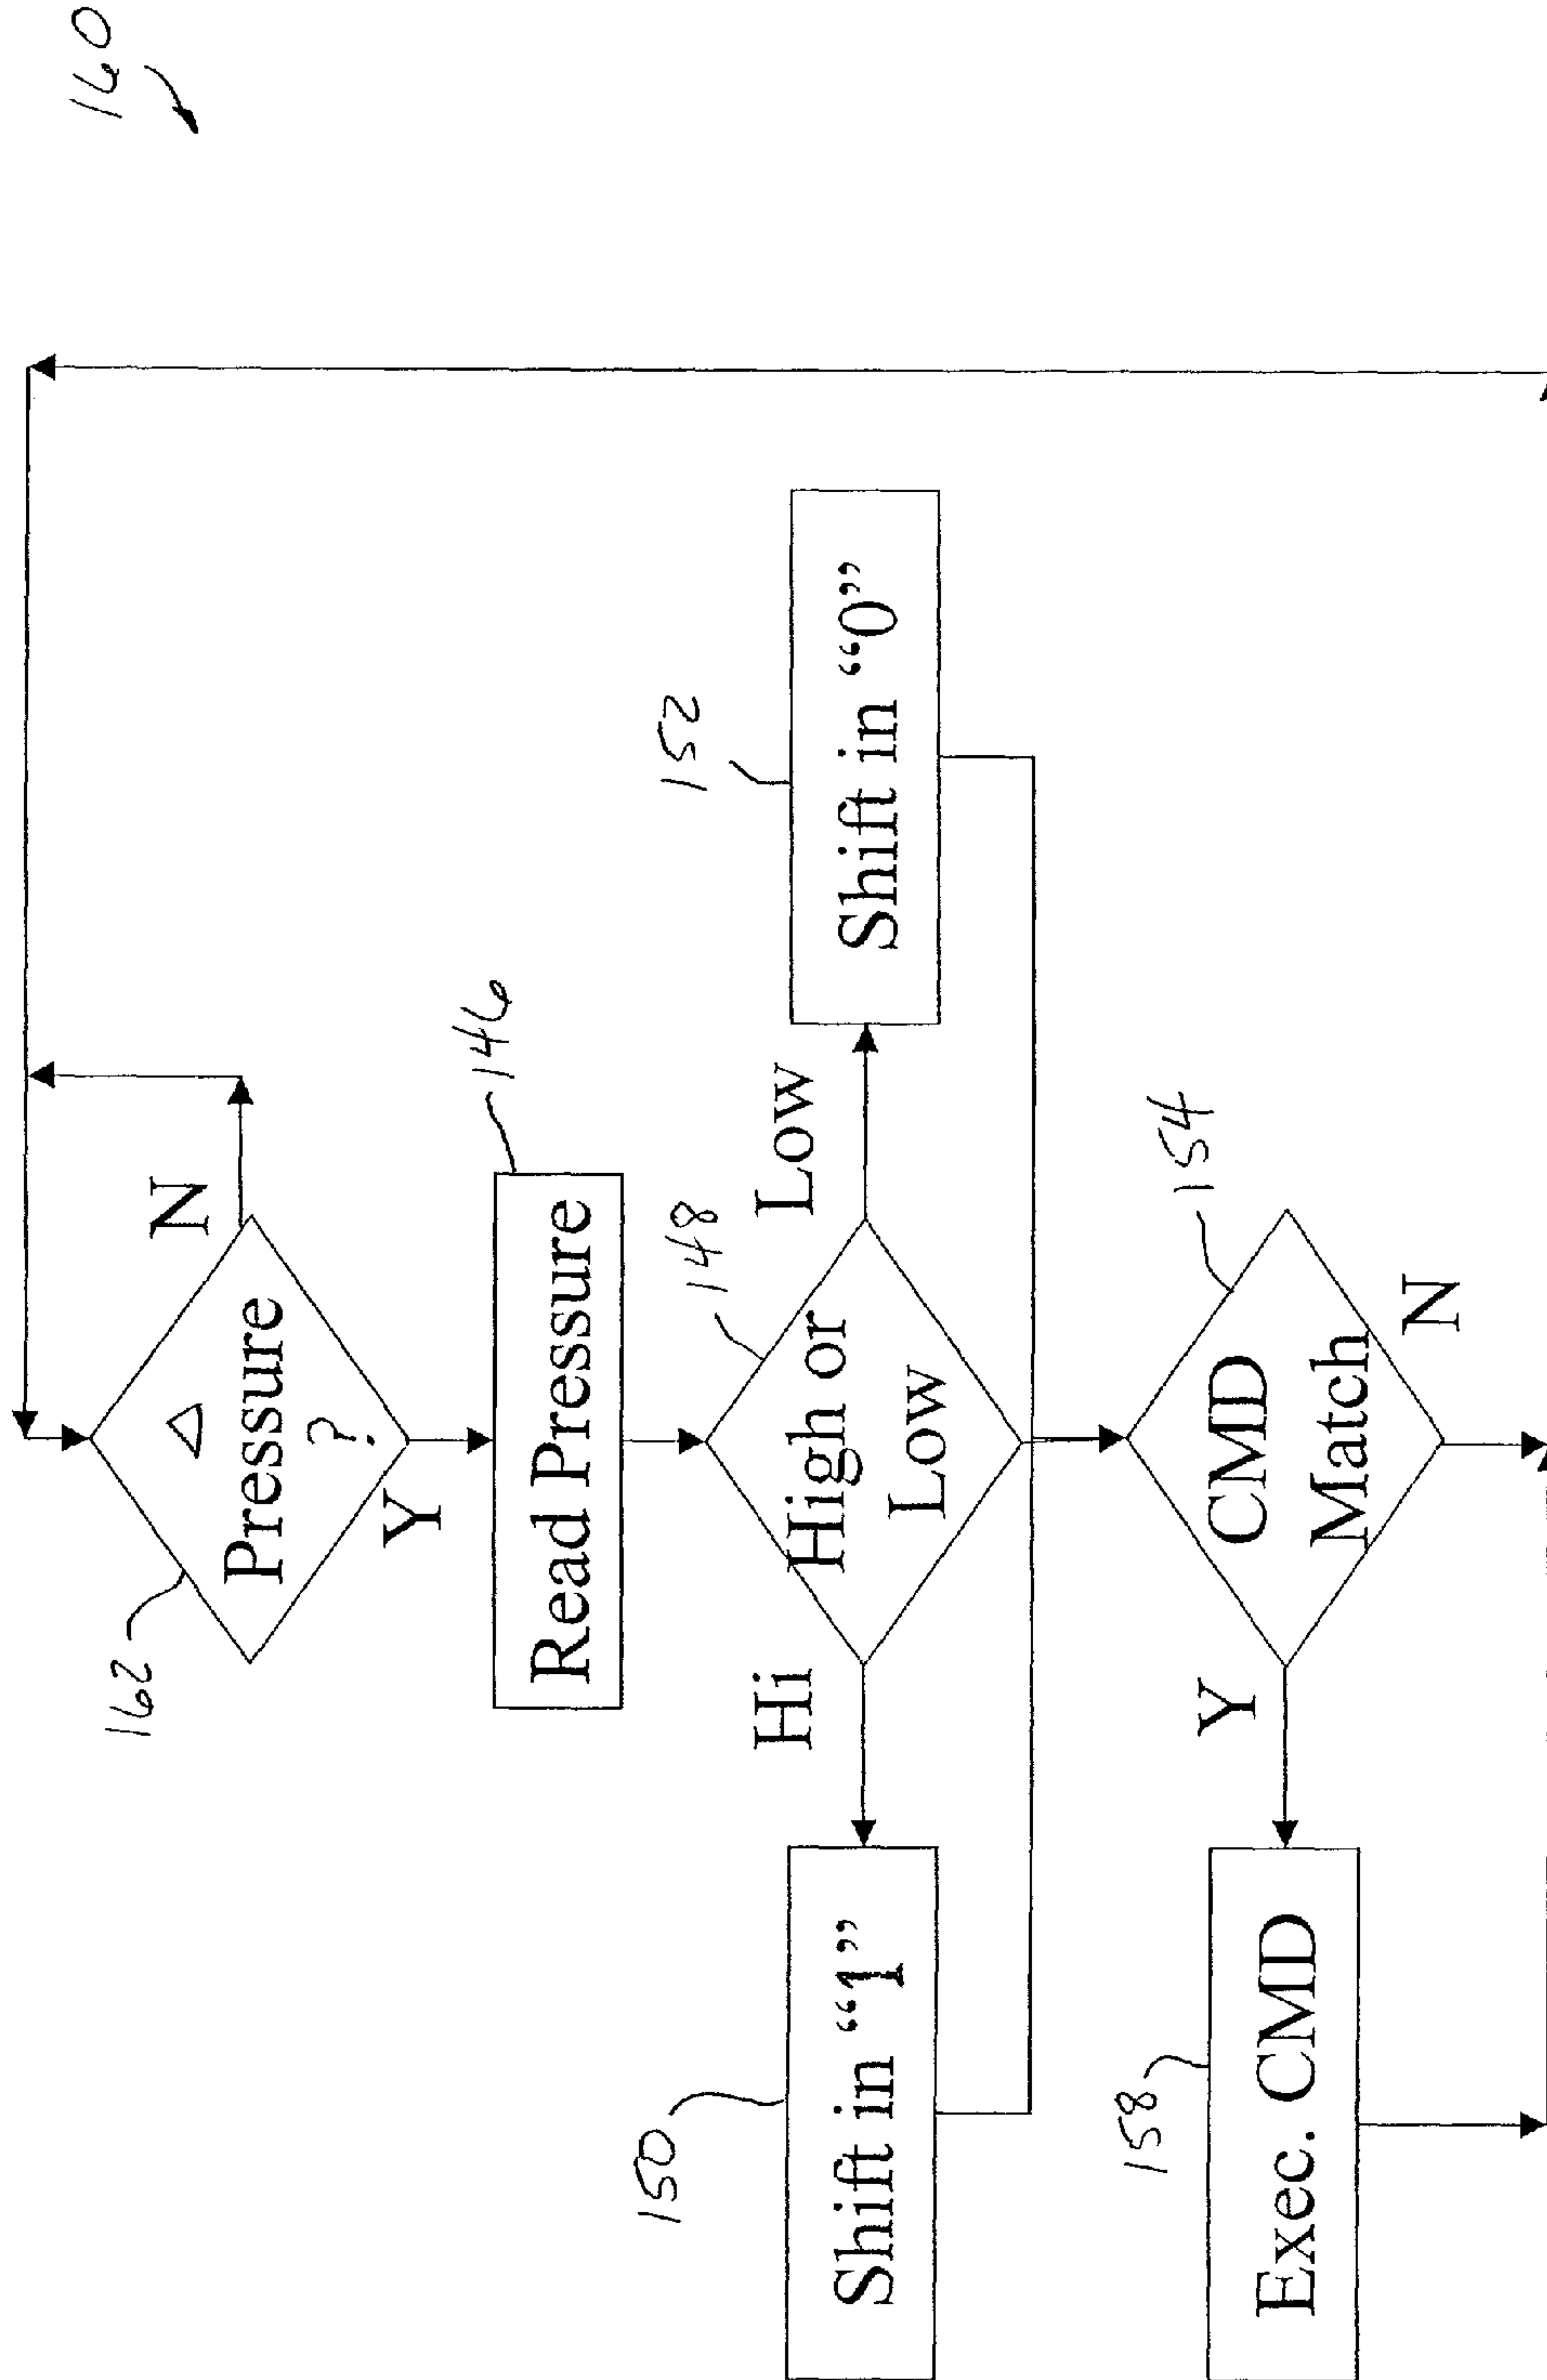 160
162
Δ
Pressure
?
N
Y
146
Read Pressure
148
High or
Low
Hi
Low
150
Shift in “1”
152
Shift in “0”
154
CMD
Match
Y
N
158
Exec. CMD